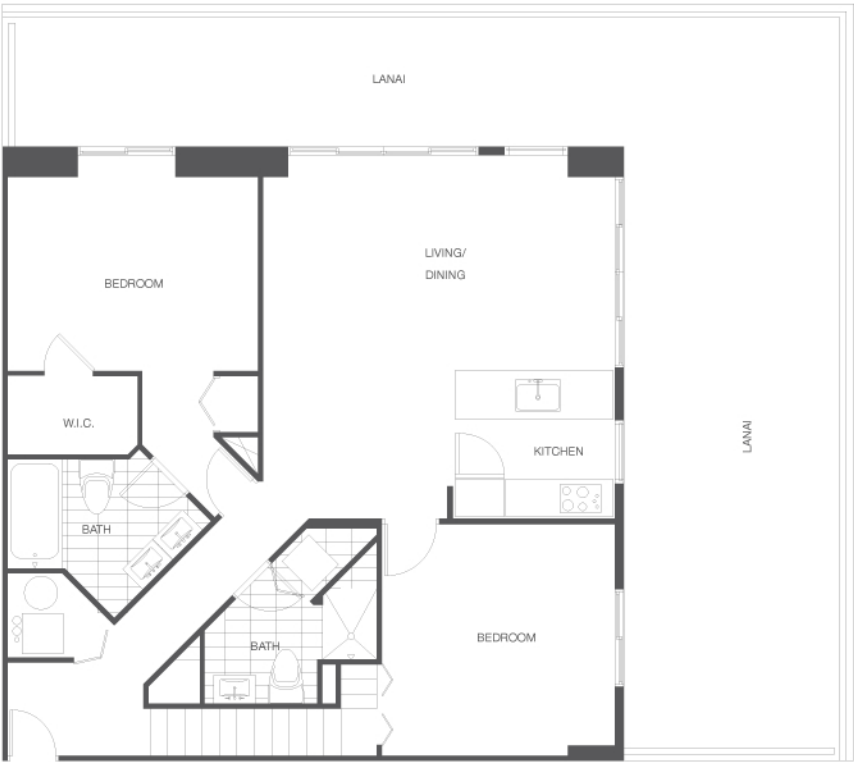 LANAI
LIVING/
DINING
BEDROOM
W.I.C.
KITCHEN
LANAI
BATH
BEDROOM
BATH